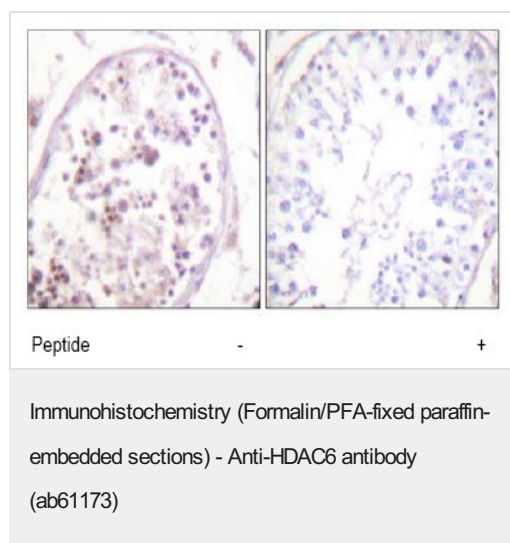 Peptide - +
Immunohistochemistry (Formalin/PFA-fixed paraffin-
embedded sections) - Anti-HDAC6 antibody
(ab61173)